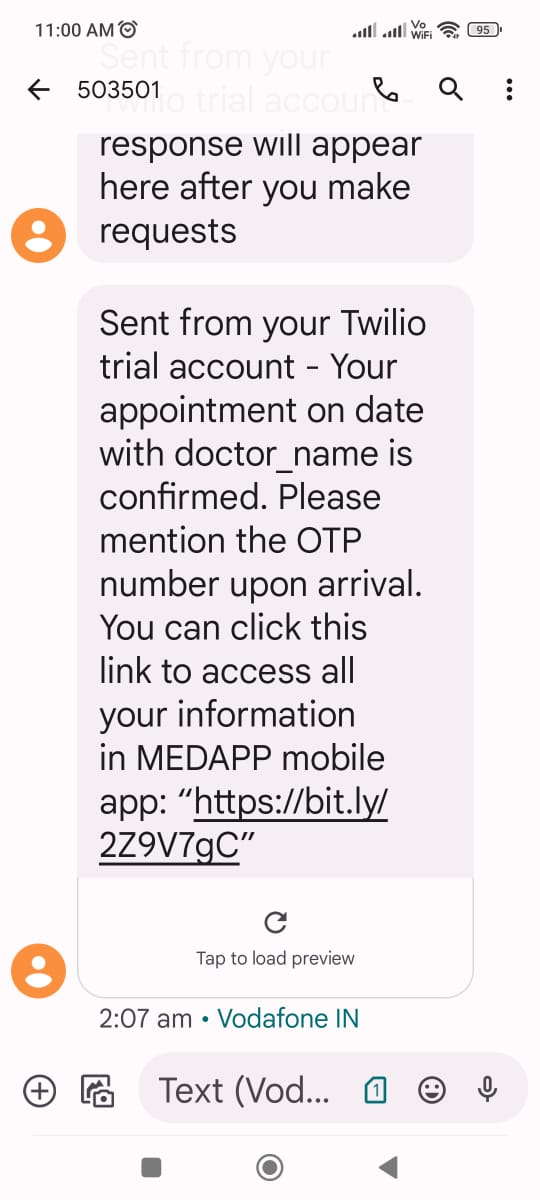 11:00 AM
Vo
WiFi
95
Sent from your
503501
Twilio trial account -
response will appear
here after you make
requests
Sent from your Twilio
trial account - Your
appointment on date
with doctor_name is
confirmed. Please
mention the OTP
number upon arrival.
You can click this
link to access all
your information
in MEDAPP mobile
app: “https://bit.ly/
2Z9V7gC”
Tap to load preview
2:07 am • Vodafone IN
Text (Vod...
1